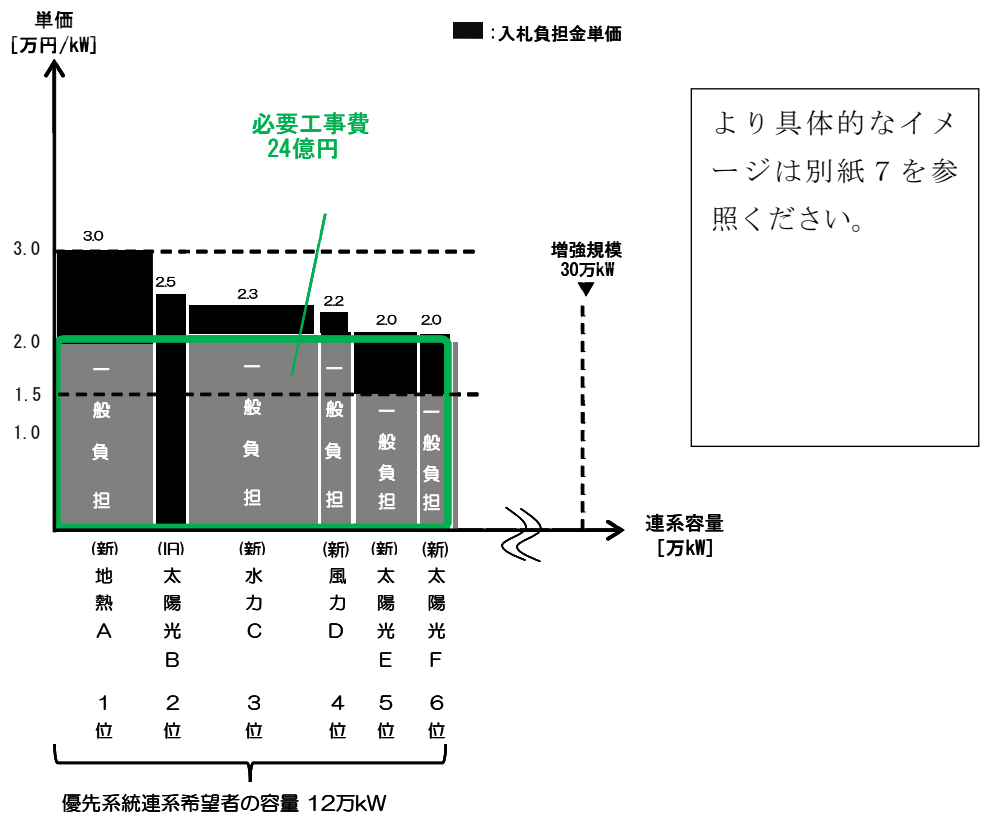 単価
[万円/kW]
■:入札負担金単価
必要工事費
24億円
より具体的なイメ
ージは別紙7を参
照ください。
3.0
2.0
1.5
1.0
3.0
2.5
2.3
2.2
2.0
2.0
増強規模
30万kW
一般負担
一般負担
一般負担
一般負担
一般負担
連系容量
[万kW]
(新)地熱A
(旧)太陽光B
(新)水力C
(新)風力D
(新)太陽光E
(新)太陽光F
1位
2位
3位
4位
5位
6位
優先系統連系希望者の容量 12万kW